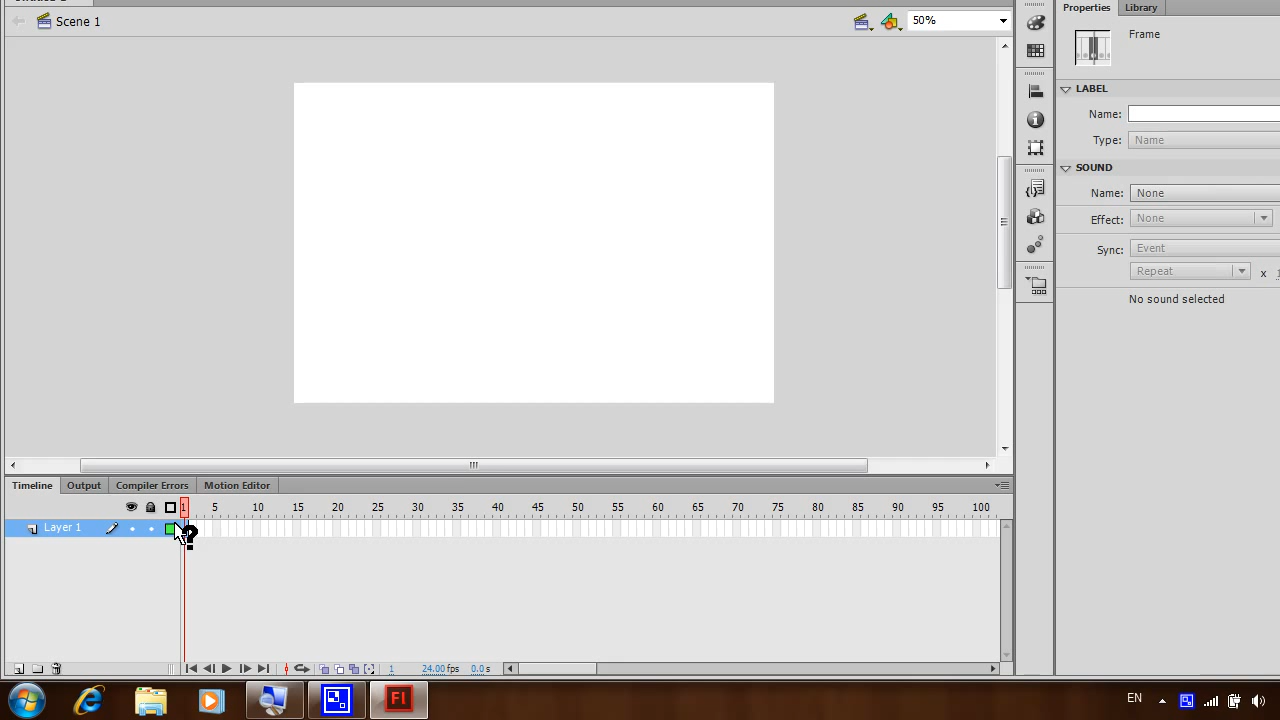 Scene 1
50%
Properties
Library
Frame
LABEL
Name:
Type:
Name
SOUND
Name:
None
Effect:
None
Sync:
Event
Repeat
x
No sound selected
Timeline
Output
Compiler Errors
Motion Editor
1 5 10 15 20 25 30 35 40 45 50 55 60 65 70 75 80 85 90 95 100
Layer 1
1
24.00 fps
0.0 s
Fl
EN